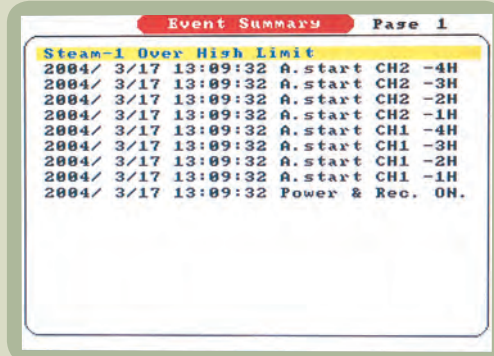 Event Summary Page 1
Steam-1 Over High Limit
2004/ 3/17 13:09:32 A.start CH2 -4H
2004/ 3/17 13:09:32 A.start CH2 -3H
2004/ 3/17 13:09:32 A.start CH2 -2H
2004/ 3/17 13:09:32 A.start CH2 -1H
2004/ 3/17 13:09:32 A.start CH1 -4H
2004/ 3/17 13:09:32 A.start CH1 -3H
2004/ 3/17 13:09:32 A.start CH1 -2H
2004/ 3/17 13:09:32 A.start CH1 -1H
2004/ 3/17 13:09:32 Power & Rec. ON.